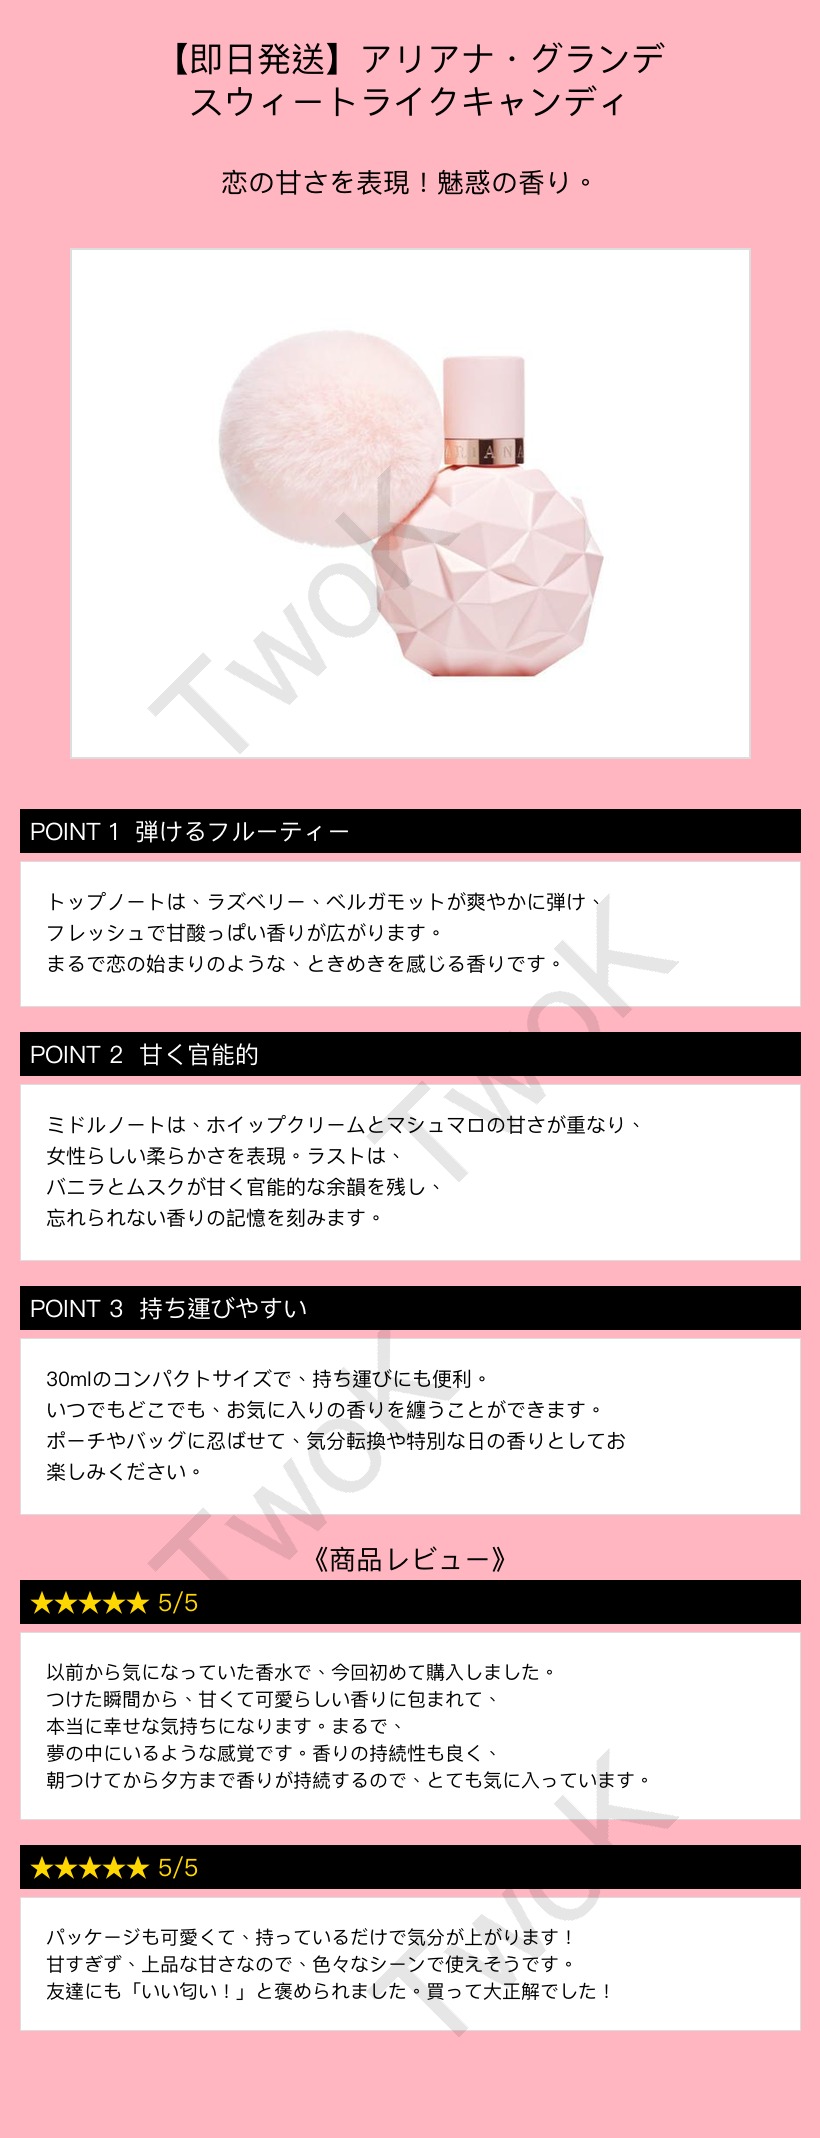 【即日発送】アリアナ・グランデ
スウィートライクキャンディ
恋の甘さを表現！魅惑の香り。
ARIANA
TwoK
POINT 1 弾けるフルーティー
トップノートは、ラズベリー、ベルガモットが爽やかに弾け、
フレッシュで甘酸っぱい香りが広がります。
まるで恋の始まりのような、ときめきを感じる香りです。
TwoK
POINT 2 甘く官能的
ミドルノートは、ホイップクリームとマシュマロの甘さが重なり、
女性らしい柔らかさを表現。ラストは、
バニラとムスクが甘く官能的な余韻を残し、
忘れられない香りの記憶を刻みます。
POINT 3 持ち運びやすい
30mlのコンパクトサイズで、持ち運びにも便利。
いつでもどこでも、お気に入りの香りを纏うことができます。
ポーチやバッグに忍ばせて、気分転換や特別な日の香りとしてお
楽しみください。
TwoK
《商品レビュー》
★★★★★ 5/5
以前から気になっていた香水で、今回初めて購入しました。
つけた瞬間から、甘くて可愛らしい香りに包まれて、
本当に幸せな気持ちになります。まるで、
夢の中にいるような感覚です。香りの持続性も良く、
朝つけてから夕方まで香りが持続するので、とても気に入っています。
★★★★★ 5/5
パッケージも可愛くて、持っているだけで気分が上がります！
甘すぎず、上品な甘さなので、色々なシーンで使えそうです。
友達にも「いい匂い！」と褒められました。買って大正解でした！
TwoK